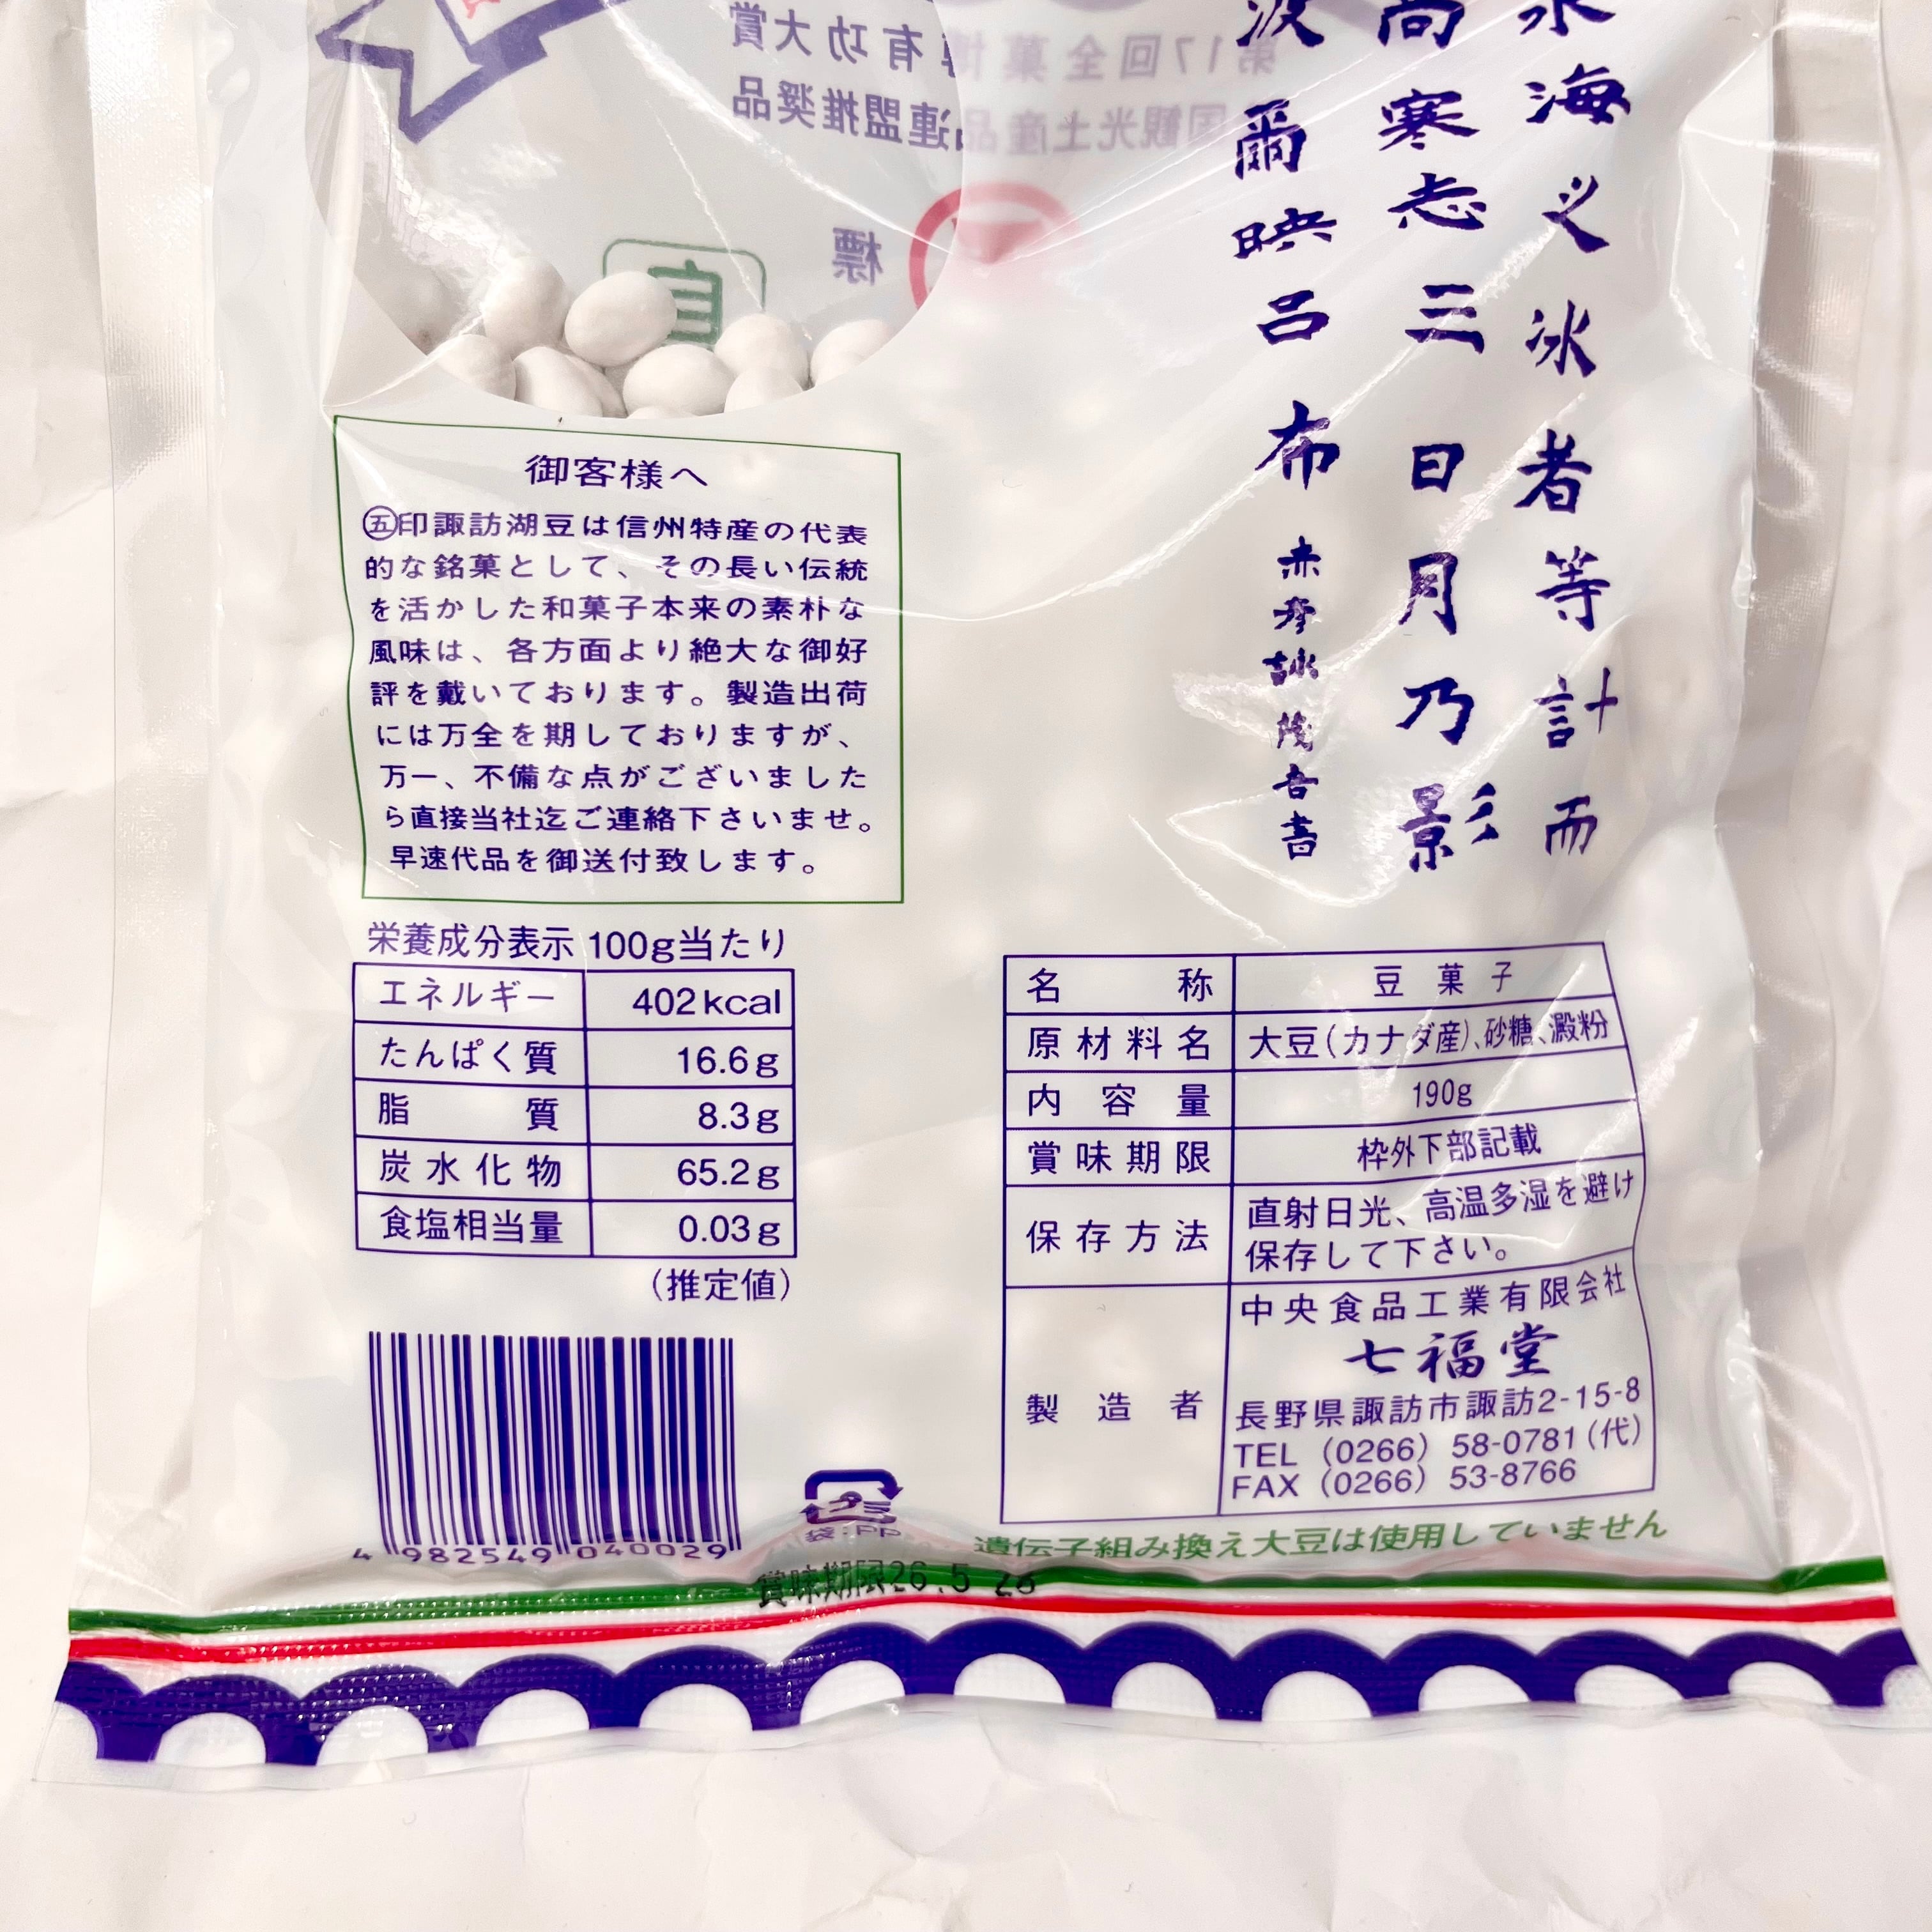 有功大賞
第17回全菓博
連盟推奨品
国観光土産品
標
自
海乃氷者等計而
尚寒志三日月乃影
波爾映呂布
赤彦詠茂吉書
御客様へ
㊄印諏訪湖豆は信州特産の代表
的な銘菓として、その長い伝統
を活かした和菓子本来の素朴な
風味は、各方面より絶大な御好
評を戴いております。製造出荷
には万全を期しておりますが、
万一、不備な点がございました
ら直接当社迄ご連絡下さいませ。
早速代品を御送付致します。
栄養成分表示 100g当たり
エネルギー 402kcal
たんぱく質 16.6g
脂質 8.3g
炭水化物 65.2g
食塩相当量 0.03g
(推定値)
4 982549 040029
袋:PP
名称 豆菓子
原材料名 大豆(カナダ産)、砂糖、澱粉
内容量 190g
賞味期限 枠外下部記載
保存方法 直射日光、高温多湿を避け
保存して下さい。
製造者 中央食品工業有限会社
七福堂
長野県諏訪市諏訪2-15-8
TEL (0266) 58-0781(代)
FAX (0266) 53-8766
遺伝子組み換え大豆は使用していません
賞味期限26.5